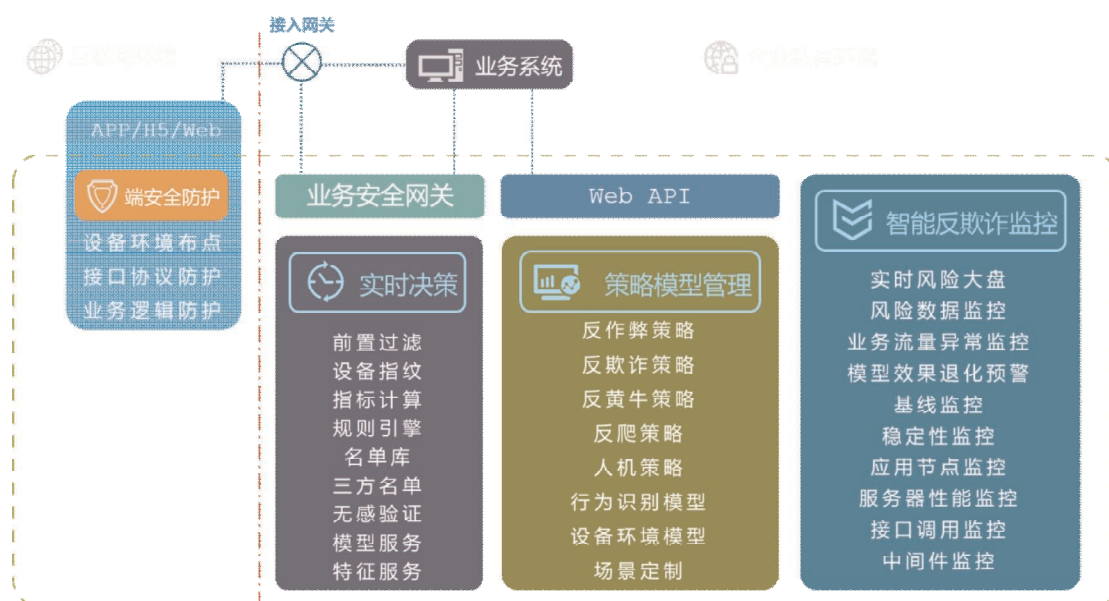 接入网关
互联网环境
业务系统
APP/H5/Web
端安全防护
设备环境布点
接口协议防护
业务逻辑防护
业务安全网关
实时决策
前置过滤
设备指纹
指标计算
规则引擎
名单库
三方名单
无感验证
模型服务
特征服务
Web API
策略模型管理
反作弊策略
反欺诈策略
反黄牛策略
反爬策略
人机策略
行为识别模型
设备环境模型
场景定制
智能反欺诈监控
实时风险大盘
风险数据监控
业务流量异常监控
模型效果退化预警
基线监控
稳定性监控
应用节点监控
服务器性能监控
接口调用监控
中间件监控